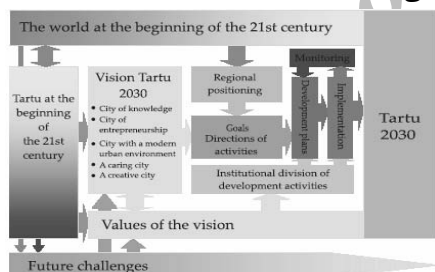 The world at the beginning of the 21st century
Tartu at the
beginning
of
the 21st
century
Vision Tartu
2030
• City of knowledge
• City of
entrepreneurship
• City with a modern
urban environment
• A caring city
• A creative city
Regional
positioning
Goals
Directions of
activities
Institutional division of
development activities
Monitoring
Development plans
Implementation
Tartu
2030
Values of the vision
Future challenges